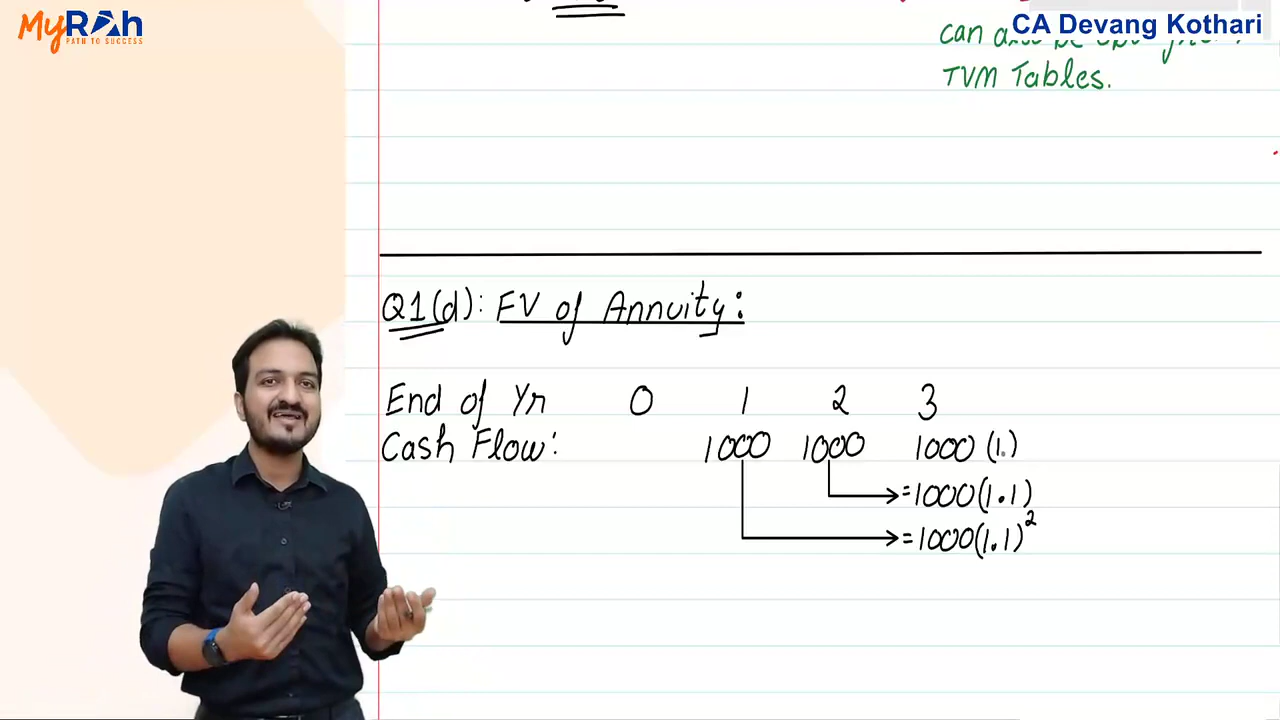 MyRAh
PATH TO SUCCESS
CA Devang Kothari
can
TVM Tables.
Q1(d): FV of Annuity:
End of Yr 0 1 2 3
Cash Flow: 1000 1000 1000 (1.)
=1000(1.1)
=1000(1.1)²